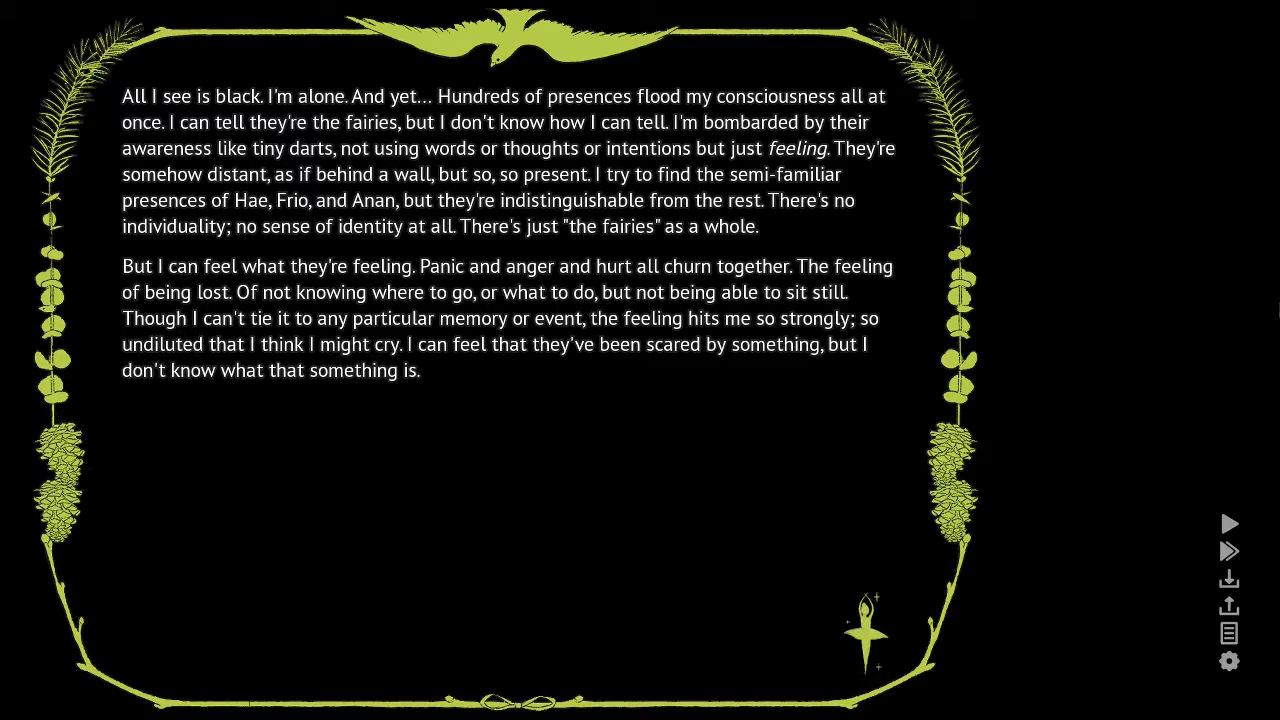 All I see is black. I'm alone. And yet... Hundreds of presences flood my consciousness all at
once. I can tell they're the fairies, but I don't know how I can tell. I'm bombarded by their
awareness like tiny darts, not using words or thoughts or intentions but just feeling. They're
somehow distant, as if behind a wall, but so, so present. I try to find the semi-familiar
presences of Hae, Frio, and Anan, but they're indistinguishable from the rest. There's no
individuality; no sense of identity at all. There's just "the fairies" as a whole.
But I can feel what they're feeling. Panic and anger and hurt all churn together. The feeling
of being lost. Of not knowing where to go, or what to do, but not being able to sit still.
Though I can't tie it to any particular memory or event, the feeling hits me so strongly; so
undiluted that I think I might cry. I can feel that they've been scared by something, but I
don't know what that something is.